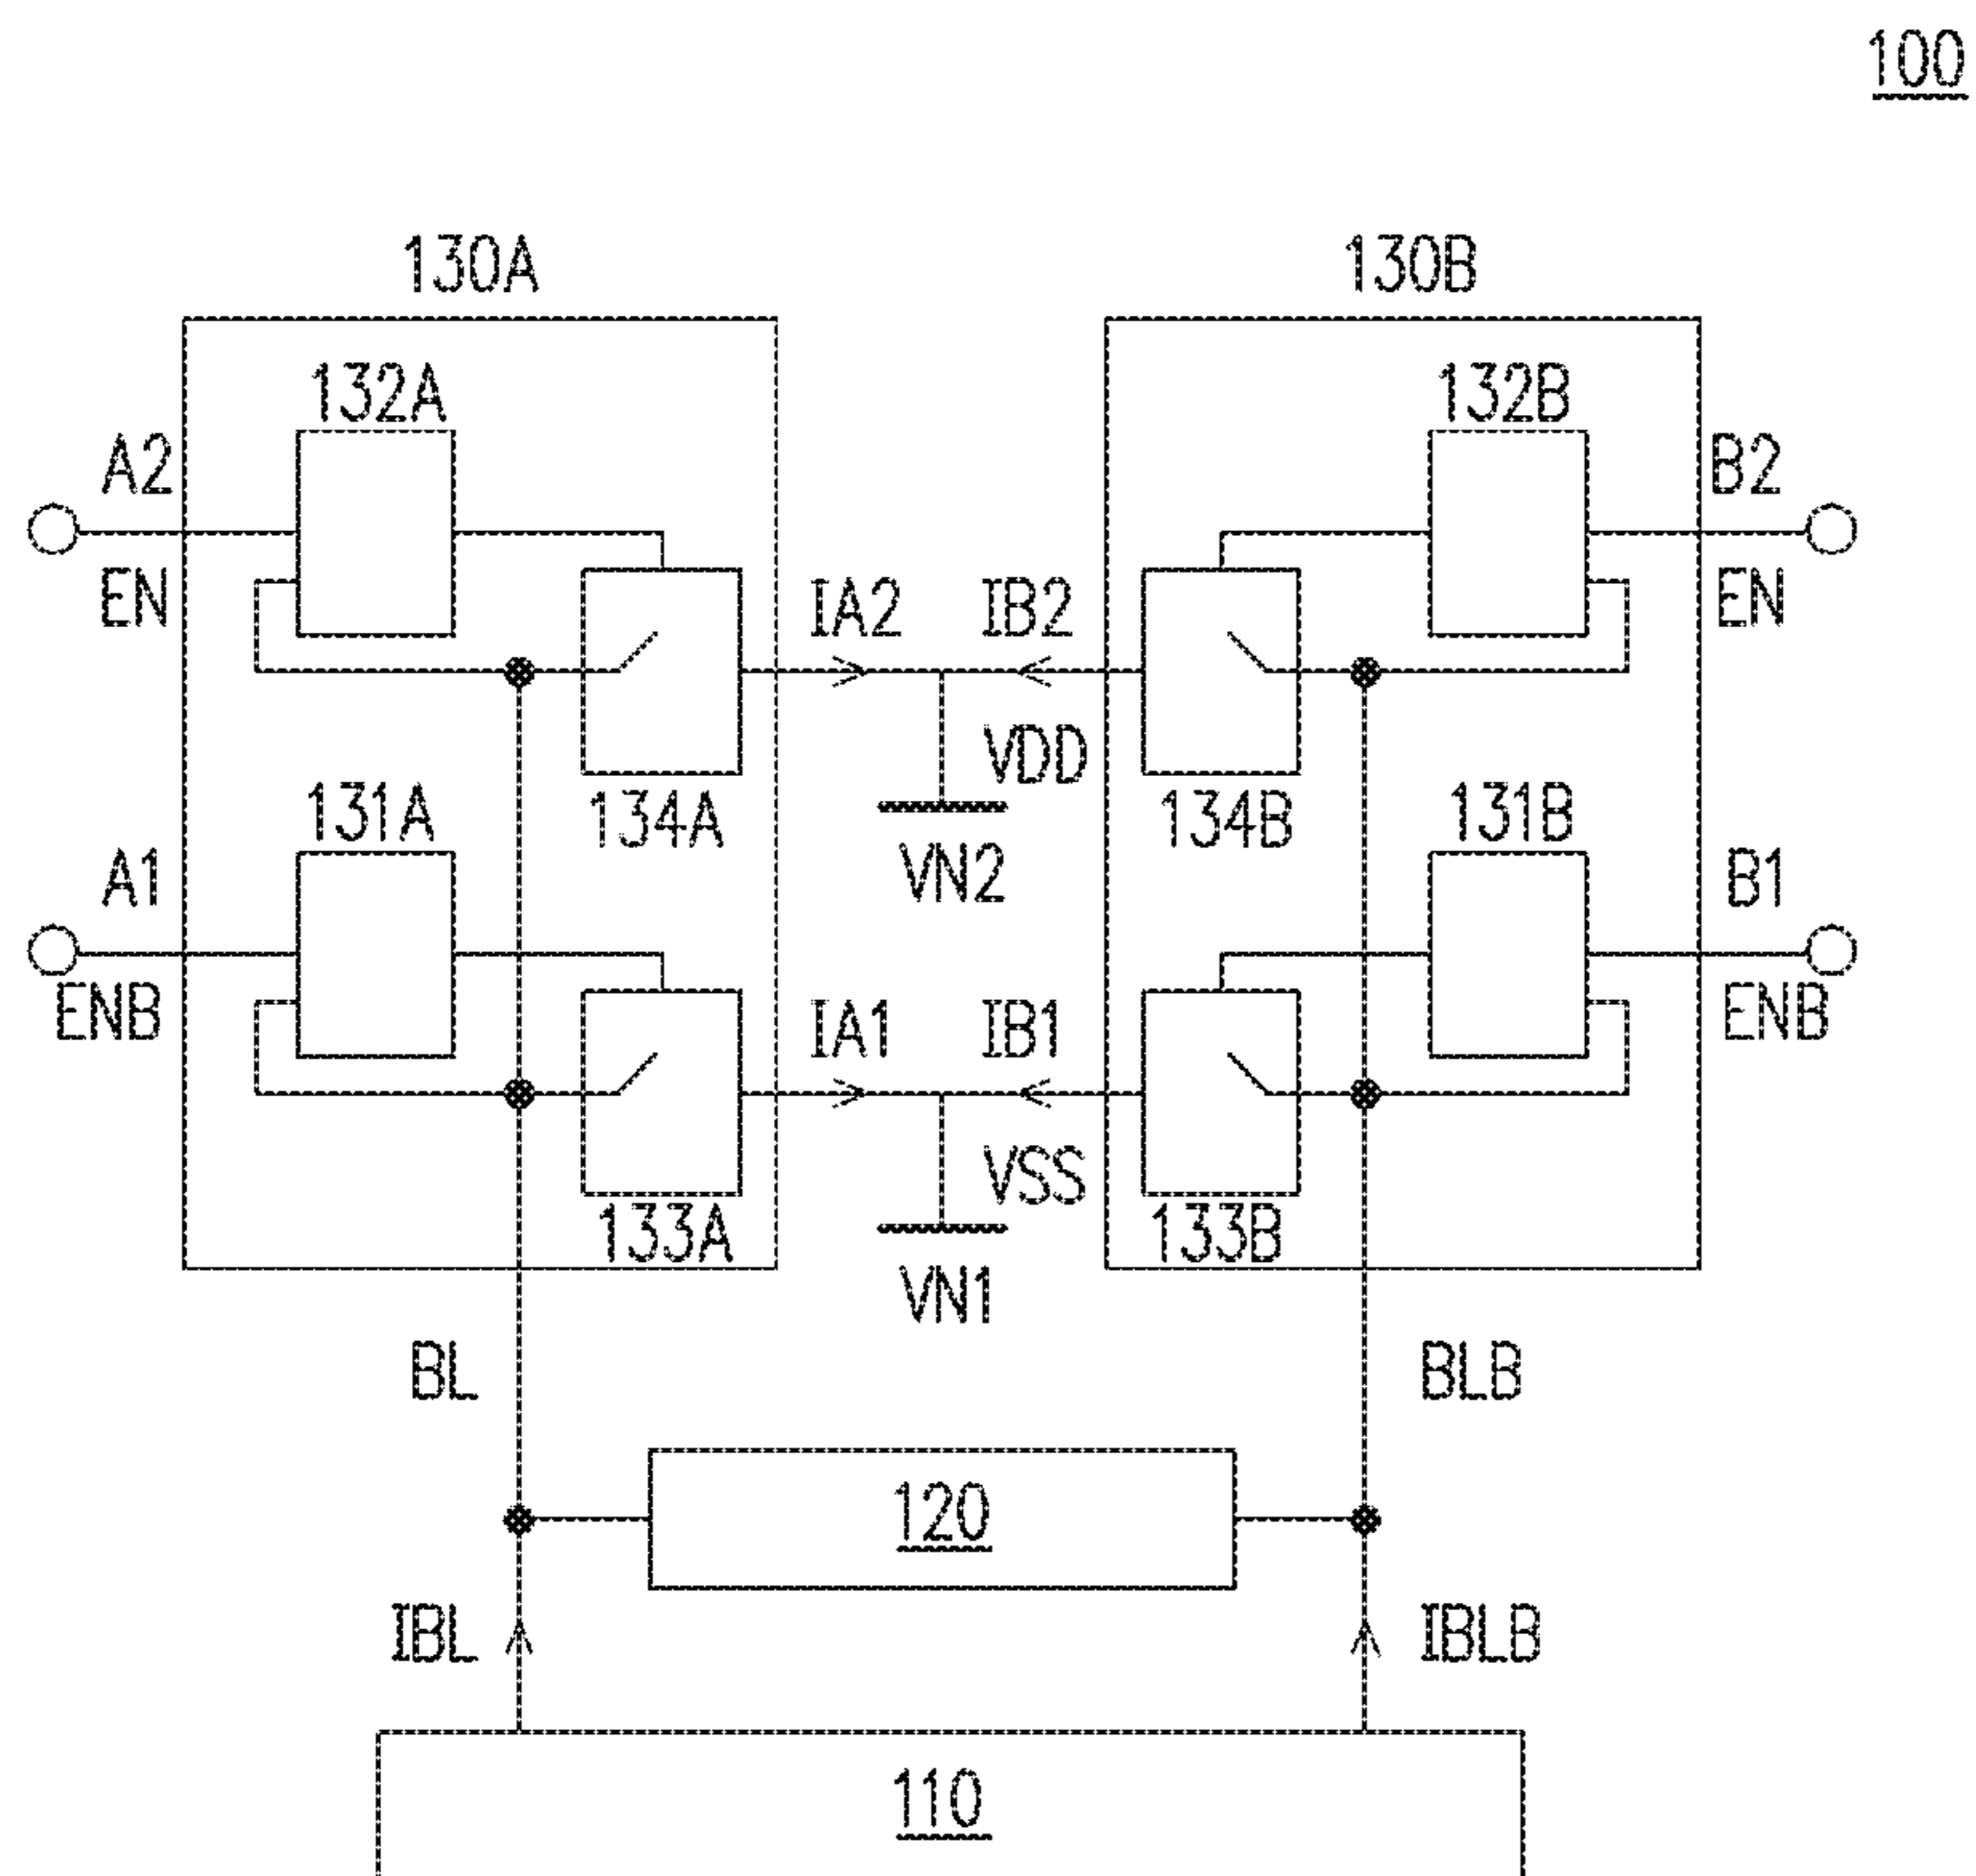 100
130A
130B
132A
132B
A2
B2
EN
IA2
IB2
EN
VDD
131A
134A
134B
131B
VN2
A1
B1
ENB
IA1
IB1
ENB
VSS
133A
133B
VN1
BL
BLB
120
IBL
IBLB
110